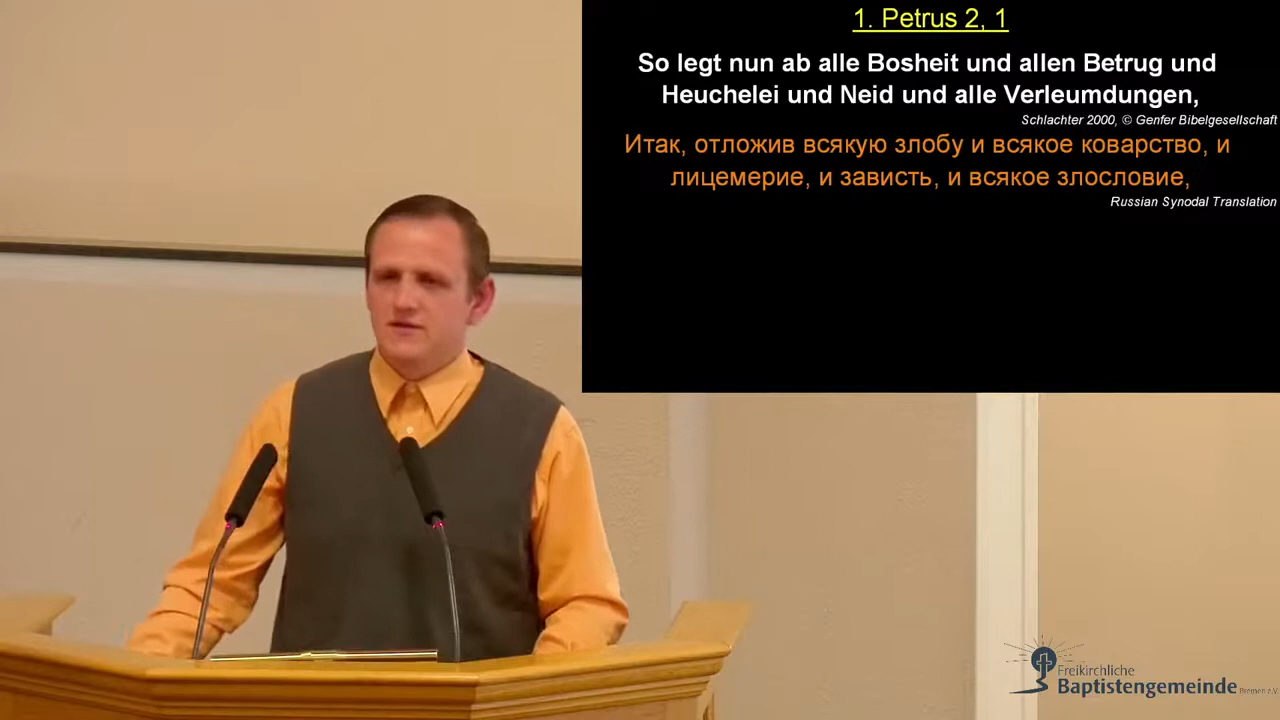 1. Petrus 2, 1
So legt nun ab alle Bosheit und allen Betrug und
Heuchelei und Neid und alle Verleumdungen,
Schlachter 2000, © Genfer Bibelgesellschaft
Итак, отложив всякую злобу и всякое коварство, и
лицемерие, и зависть, и всякое злословие,
Russian Synodal Translation
Freikirchliche
Baptistengemeinde Bremen e.V.